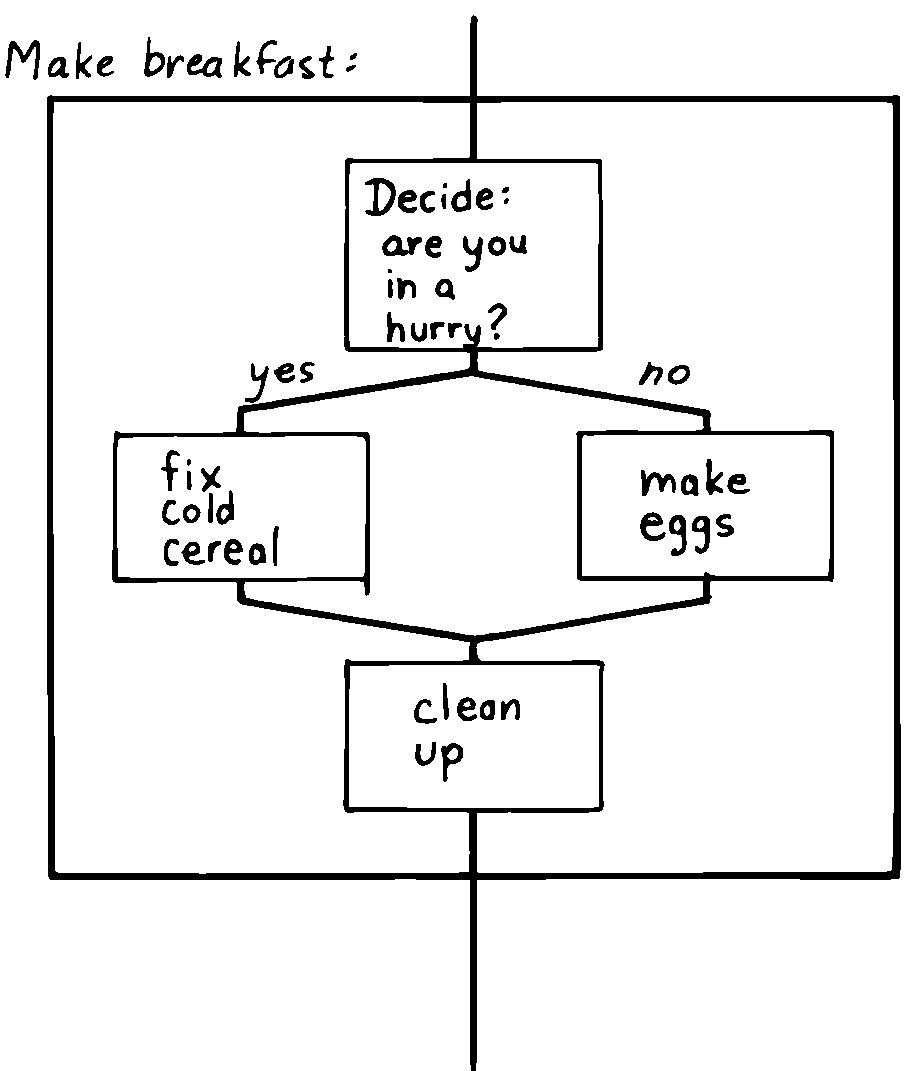 Make breakfast:
Decide:
are you
in a
hurry?
yes
no
fix
cold
cereal
make
eggs
clean
up